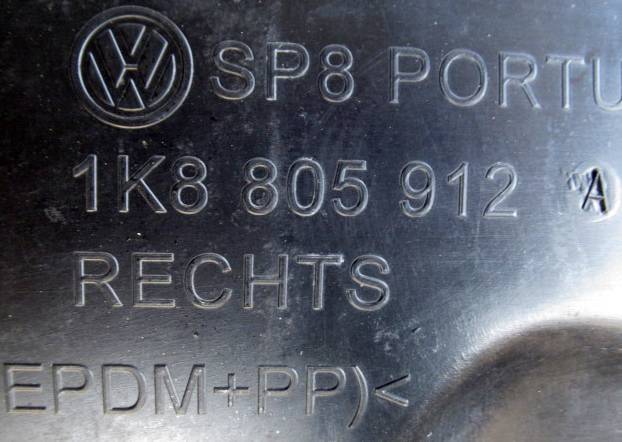 SP8 PORTU
1K8 805 912 A
RECHTS
EPDM+PP)<